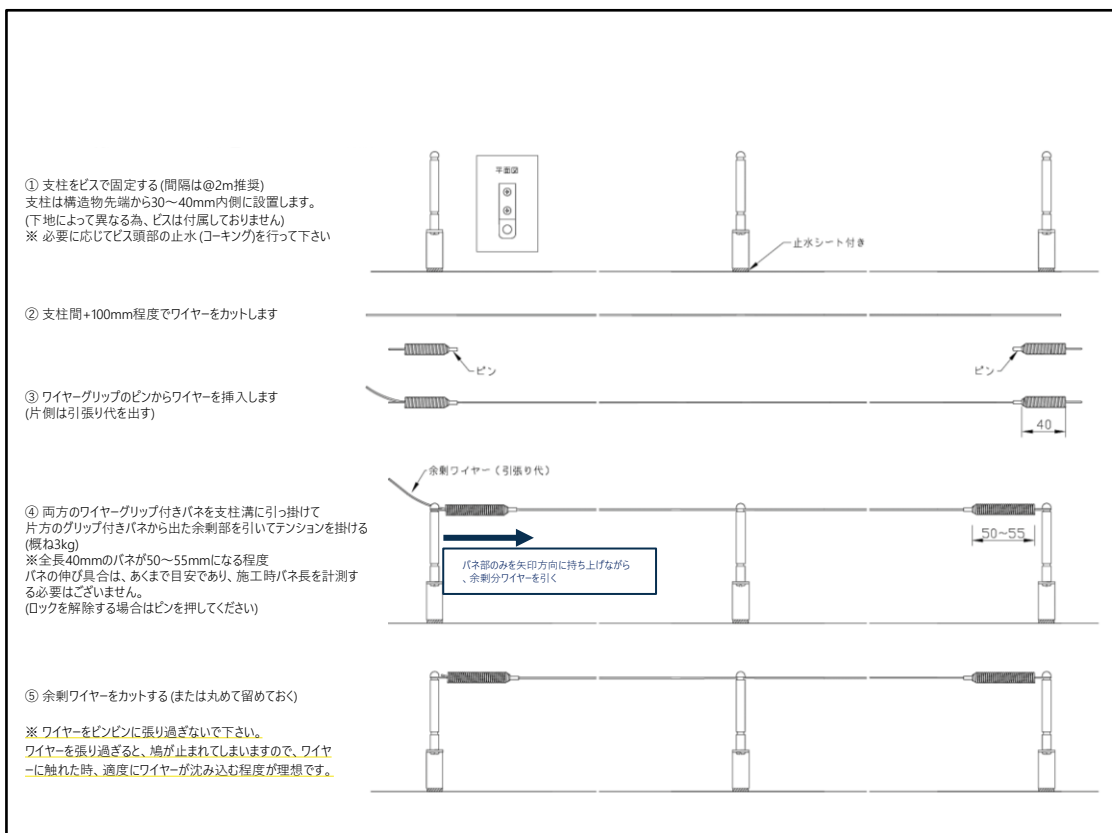 ① 支柱をビスで固定する(間隔は@2m推奨)
支柱は構造物先端から30～40mm内側に設置します。
(下地によって異なる為、ビスは付属しておりません)
※ 必要に応じてビス頭部の止水(コーキング)を行って下さい
平面図
止水シート付き
② 支柱間+100mm程度でワイヤーをカットします
ピン
ピン
③ ワイヤーグリップのピンからワイヤーを挿入します
(片側は引張り代を出す)
40
余剰ワイヤー(引張り代)
④ 両方のワイヤーグリップ付きバネを支柱溝に引っ掛けて
片方のグリップ付きバネから出た余剰部を引いてテンションを掛ける
(概ね3kg)
※全長40mmのバネが50～55mmになる程度
バネの伸び具合は、あくまで目安であり、施工時バネ長を計測す
る必要はございません。
(ロックを解除する場合はピンを押してください)
50~55
バネ部のみを矢印方向に持ち上げながら
、余剰分ワイヤーを引く
⑤ 余剰ワイヤーをカットする(または丸めて留めておく)
※ ワイヤーをピンピンに張り過ぎないで下さい。
ワイヤーを張り過ぎると、鳩が止まれてしまいますので、ワイヤ
ーに触れた時、適度にワイヤーが沈み込む程度が理想です。